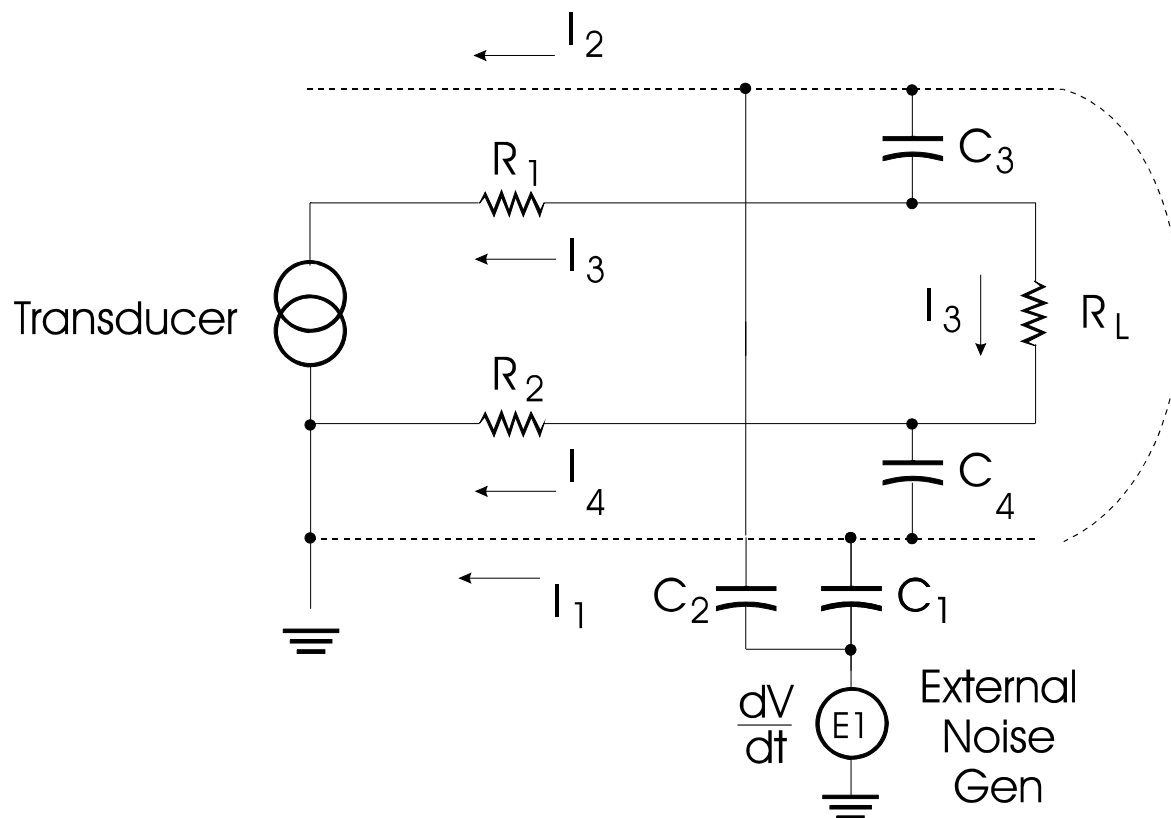 I2
C3
R1
I3
Transducer
I3
RL
R2
I4
C4
I1
C2
C1
dV
dt
E1
External
Noise
Gen